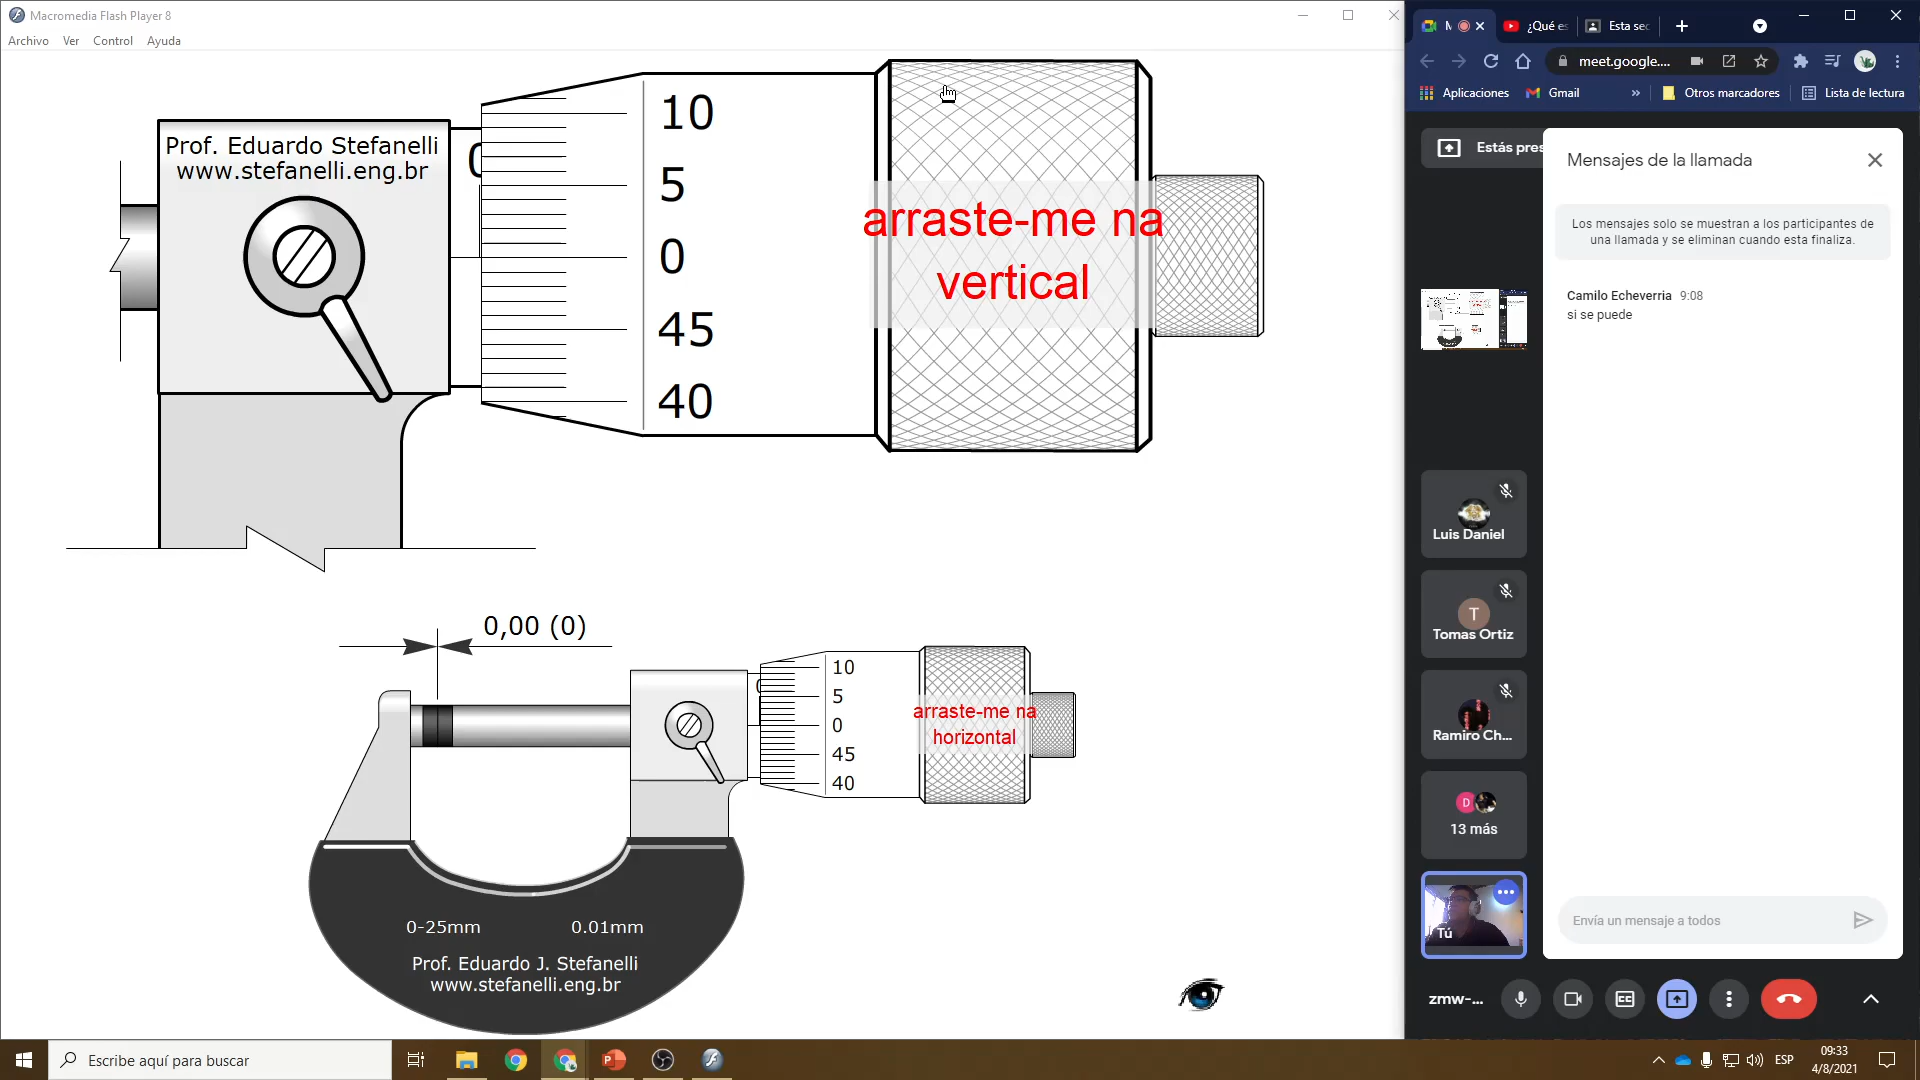 Macromedia Flash Player 8
Archivo Ver Control Ayuda
Prof. Eduardo Stefanelli
www.stefanelli.eng.br
0
10
5
0
45
40
arraste-me na
vertical
0,00 (0)
0
10
5
0
45
40
arraste-me na
horizontal
0-25mm 0.01mm
Prof. Eduardo J. Stefanelli
www.stefanelli.eng.br
M
¿Qué es
Esta sec
meet.google....
Aplicaciones
Gmail
»
Otros marcadores
Lista de lectura
Estás pres
Mensajes de la llamada
Los mensajes solo se muestran a los participantes de
una llamada y se eliminan cuando esta finaliza.
Camilo Echeverria 9:08
si se puede
Luis Daniel
T
Tomas Ortiz
Ramiro Ch...
D
13 más
Tú
Envía un mensaje a todos
zmw-...
Escribe aquí para buscar
ESP
09:33
4/8/2021